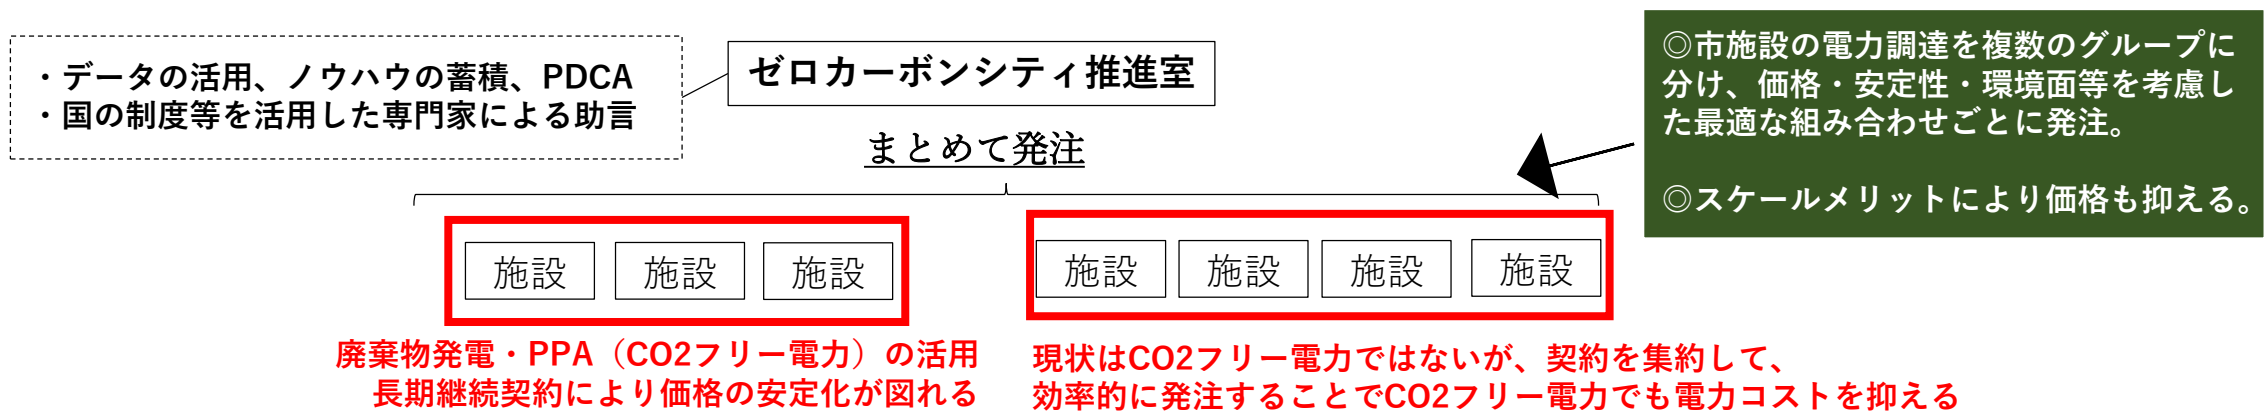 ・データの活用、ノウハウの蓄積、PDCA
・国の制度等を活用した専門家による助言
ゼロカーボンシティ推進室
まとめて発注
◎市施設の電力調達を複数のグループに
分け、価格・安定性・環境面等を考慮し
た最適な組み合わせごとに発注。
◎スケールメリットにより価格も抑える。
施設 施設 施設
施設 施設 施設 施設
廃棄物発電・PPA（CO2フリー電力）の活用
長期継続契約により価格の安定化が図れる
現状はCO2フリー電力ではないが、契約を集約して、
効率的に発注することでCO2フリー電力でも電力コストを抑える